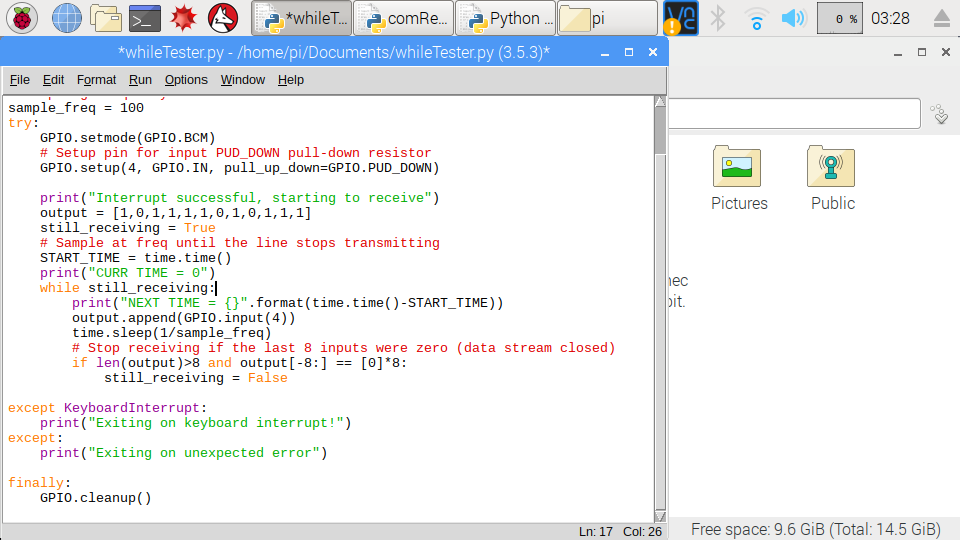 *whileT...
comRe...
Python ...
pi
0 %
03:28
*whileTester.py - /home/pi/Documents/whileTester.py (3.5.3)*
File Edit Format Run Options Window Help
sample_freq = 100
try:
    GPIO.setmode(GPIO.BCM)
    # Setup pin for input PUD_DOWN pull-down resistor
    GPIO.setup(4, GPIO.IN, pull_up_down=GPIO.PUD_DOWN)
    print("Interrupt successful, starting to receive")
    output = [1,0,1,1,1,1,0,1,0,1,1,1]
    still_receiving = True
    # Sample at freq until the line stops transmitting
    START_TIME = time.time()
    print("CURR TIME = 0")
    while still_receiving:
        print("NEXT TIME = {}".format(time.time()-START_TIME))
        output.append(GPIO.input(4))
        time.sleep(1/sample_freq)
        # Stop receiving if the last 8 inputs were zero (data stream closed)
        if len(output)>8 and output[-8:] == [0]*8:
            still_receiving = False
except KeyboardInterrupt:
    print("Exiting on keyboard interrupt!")
except:
    print("Exiting on unexpected error")
finally:
    GPIO.cleanup()
Ln: 17 Col: 26
Pictures
Public
bit.
Free space: 9.6 GiB (Total: 14.5 GiB)